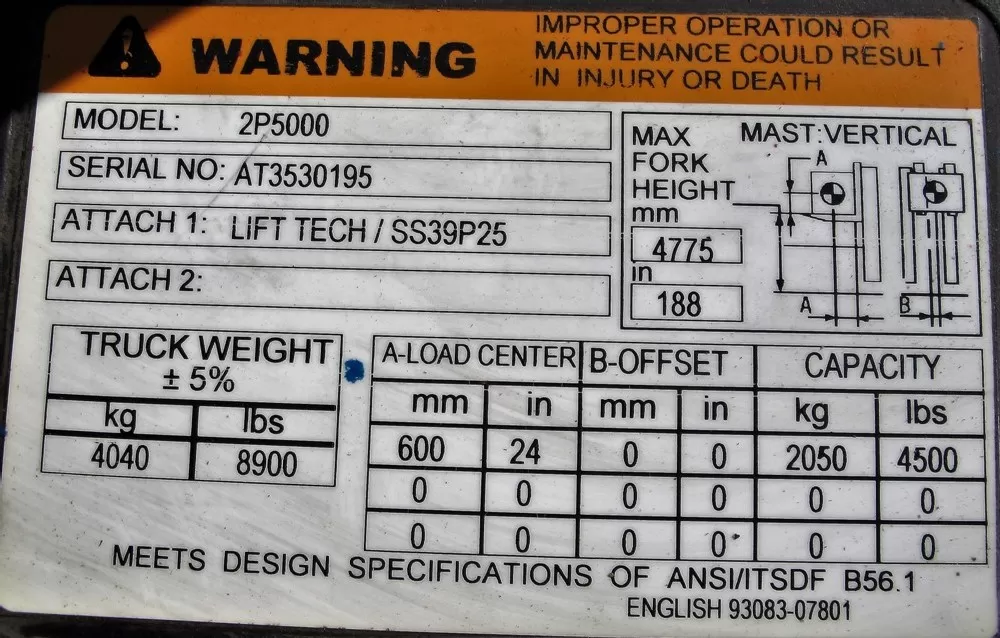 WARNING
IMPROPER OPERATION OR
MAINTENANCE COULD RESULT
IN INJURY OR DEATH
MODEL: 2P5000
SERIAL NO: AT3530195
ATTACH 1: LIFT TECH / SS39P25
ATTACH 2:
MAX
FORK
HEIGHT
mm
4775
in
188
MAST:VERTICAL
A
A B
TRUCK WEIGHT
± 5%
kg lbs
4040 8900
A-LOAD CENTER B-OFFSET CAPACITY
mm in mm in kg lbs
600 24 0 0 2050 4500
0 0 0 0 0 0
0 0 0 0 0 0
MEETS DESIGN SPECIFICATIONS OF ANSI/ITSDF B56.1
ENGLISH 93083-07801